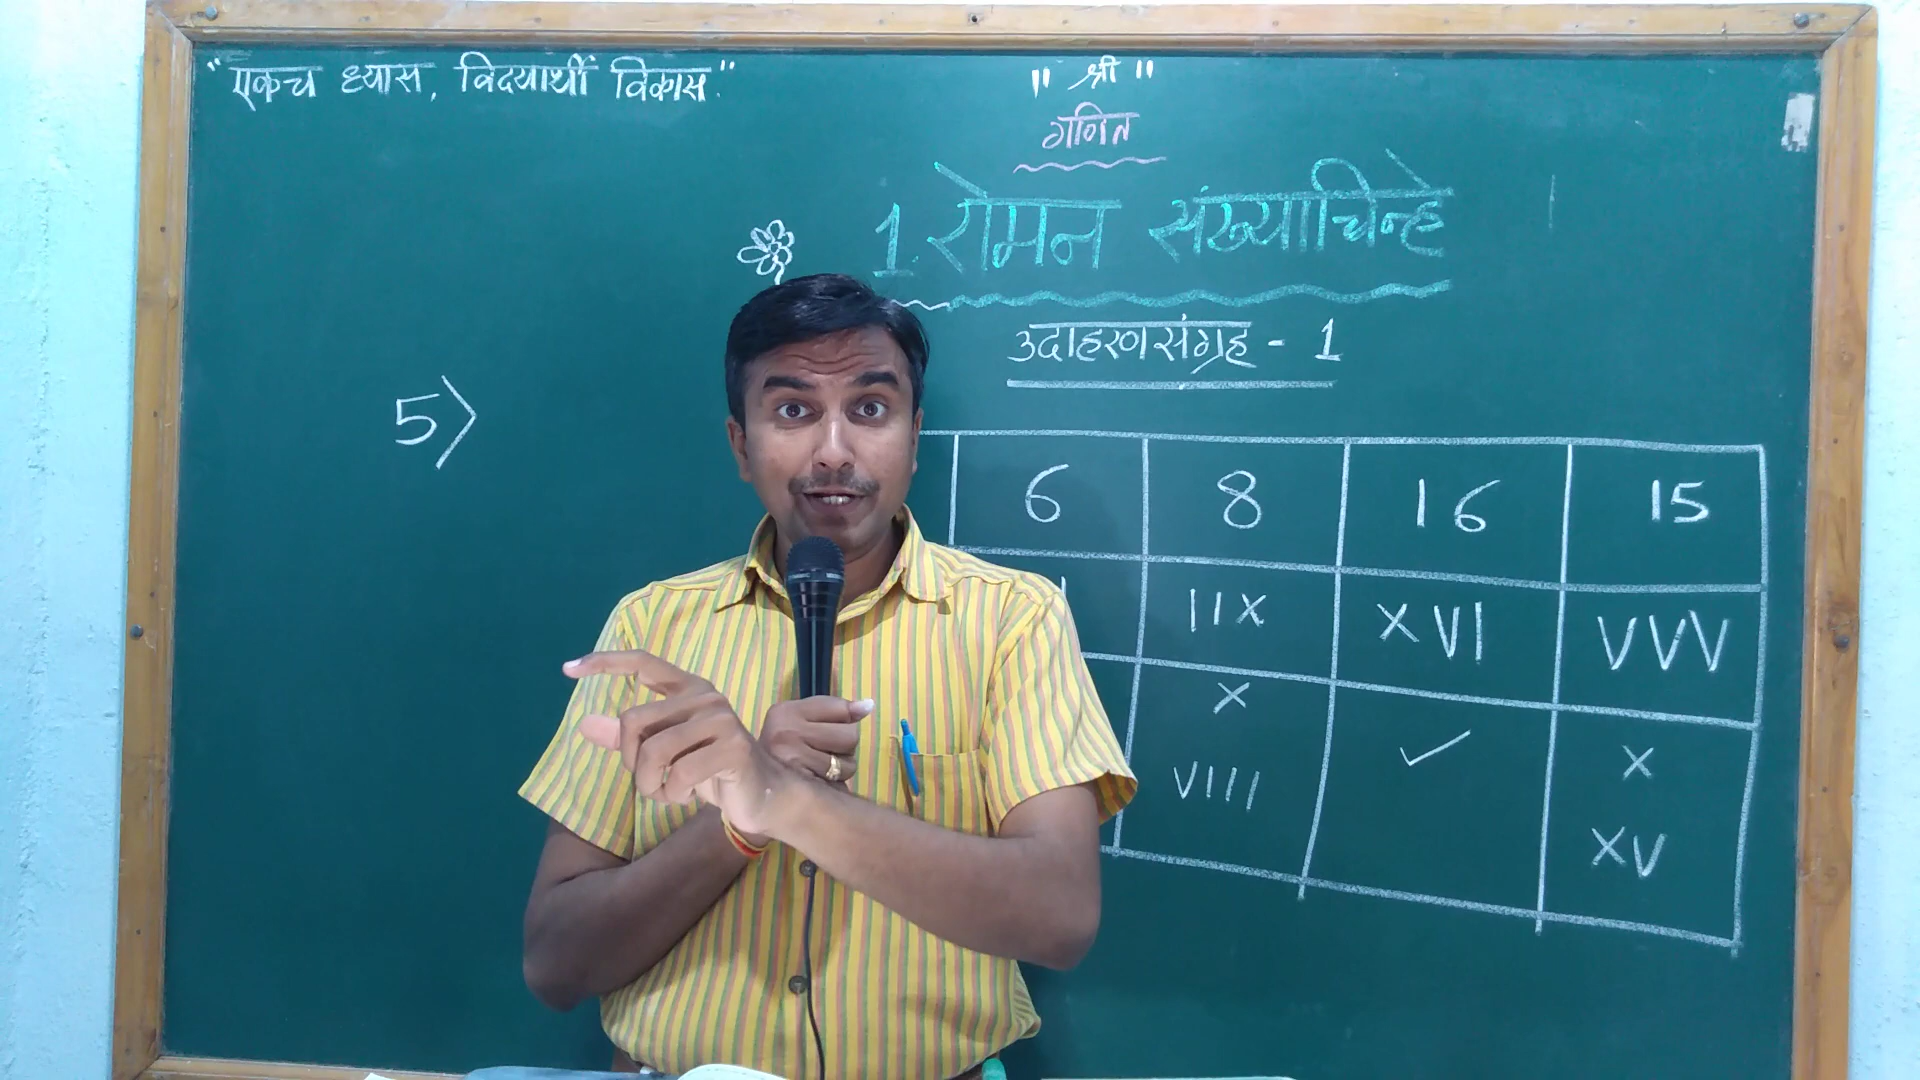 "एकच ध्यास, विदयार्थी विकास."
"श्री"
गणित
1. रोमन संख्याचिन्हे
उदाहरणसंग्रह - 1
5)
6 8 16 15
IIX XVI VVV
X ✓ X
VIII XV